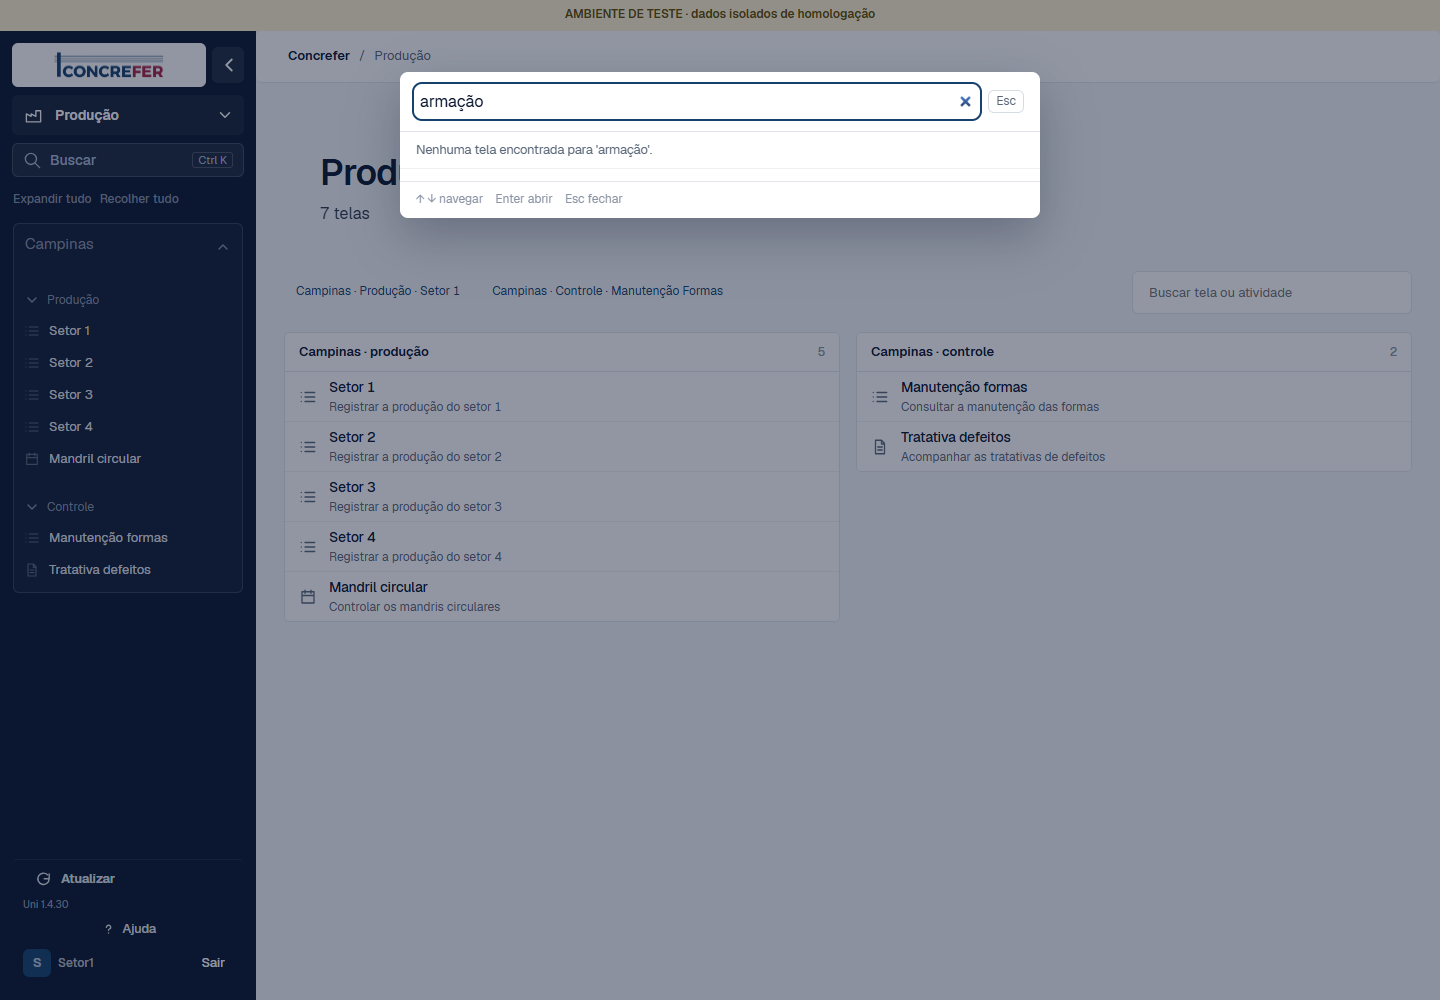 AMBIENTE DE TESTE · dados isolados de homologação
CONCREFER
Produção
Buscar Ctrl K
Expandir tudo Recolher tudo
Campinas
Produção
Setor 1
Setor 2
Setor 3
Setor 4
Mandril circular
Controle
Manutenção formas
Tratativa defeitos
Atualizar
Uni 1.4.30
? Ajuda
S Setor1 Sair
Concrefer / Produção
armação Esc
Nenhuma tela encontrada para 'armação'.
↑↓ navegar Enter abrir Esc fechar
7 telas
Campinas · Produção · Setor 1 Campinas · Controle · Manutenção Formas
Buscar tela ou atividade
Campinas · produção 5
Setor 1
Registrar a produção do setor 1
Setor 2
Registrar a produção do setor 2
Setor 3
Registrar a produção do setor 3
Setor 4
Registrar a produção do setor 4
Mandril circular
Controlar os mandris circulares
Campinas · controle 2
Manutenção formas
Consultar a manutenção das formas
Tratativa defeitos
Acompanhar as tratativas de defeitos